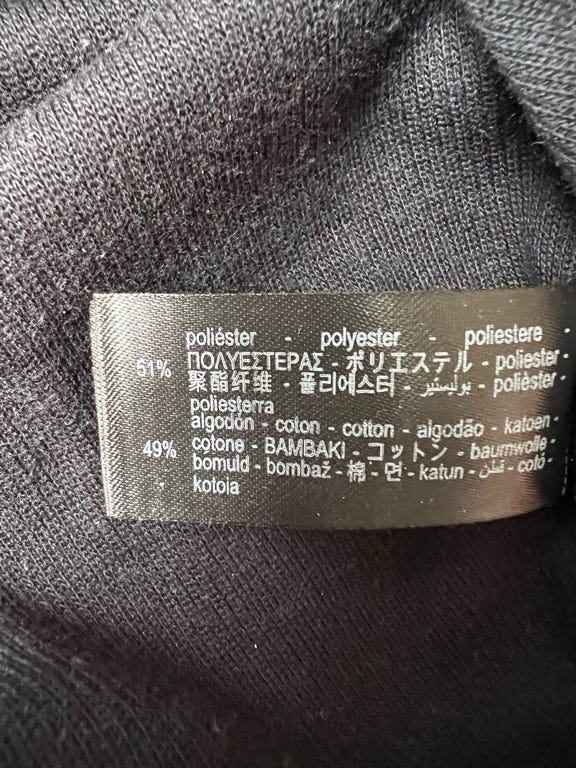 poliéster - polyester - poliestere
51% ΠΟΛΥΕΣΤΕΡΑΣ - ポリエステル - poliester
聚酯纤维 - 폴리에스터 - بوليستير - polièster -
poliesterra
algodón - coton - cotton - algodão - katoen -
49% cotone - BAMBAKI - コットン - baumwolle -
bomuld - bombaž - 棉 - 면 - katun - قطن - cotó -
kotoia